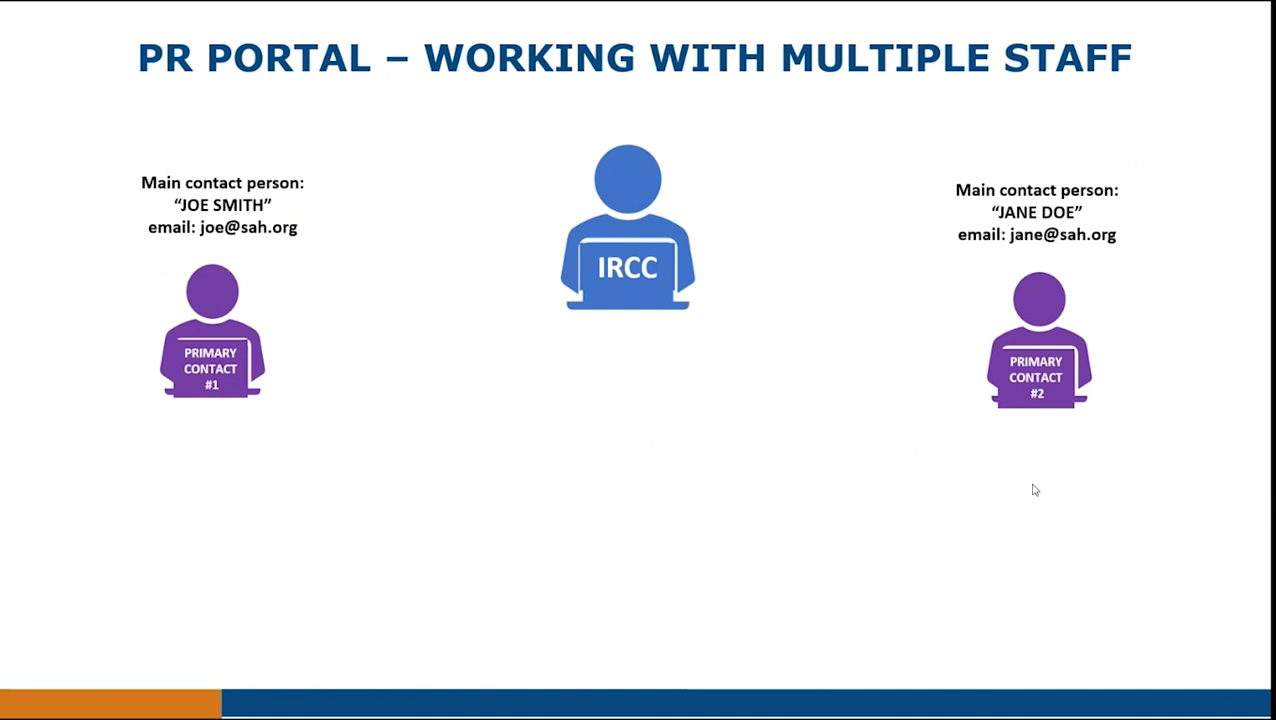 PR PORTAL – WORKING WITH MULTIPLE STAFF
Main contact person:
“JOE SMITH”
email: joe@sah.org
PRIMARY
CONTACT
#1
IRCC
Main contact person:
“JANE DOE”
email: jane@sah.org
PRIMARY
CONTACT
#2